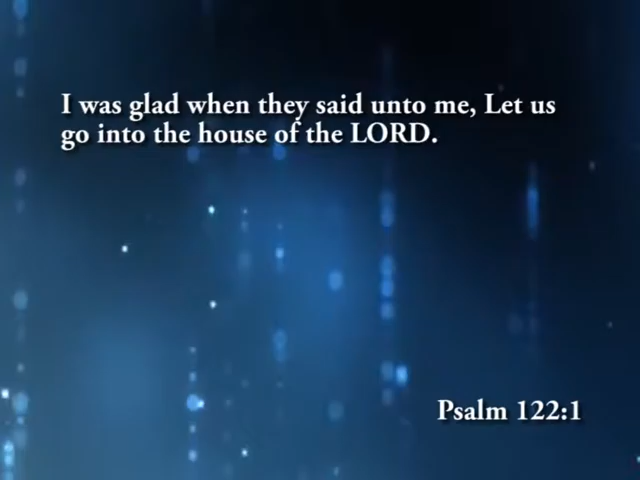 I was glad when they said unto me, Let us
go into the house of the LORD.
Psalm 122:1